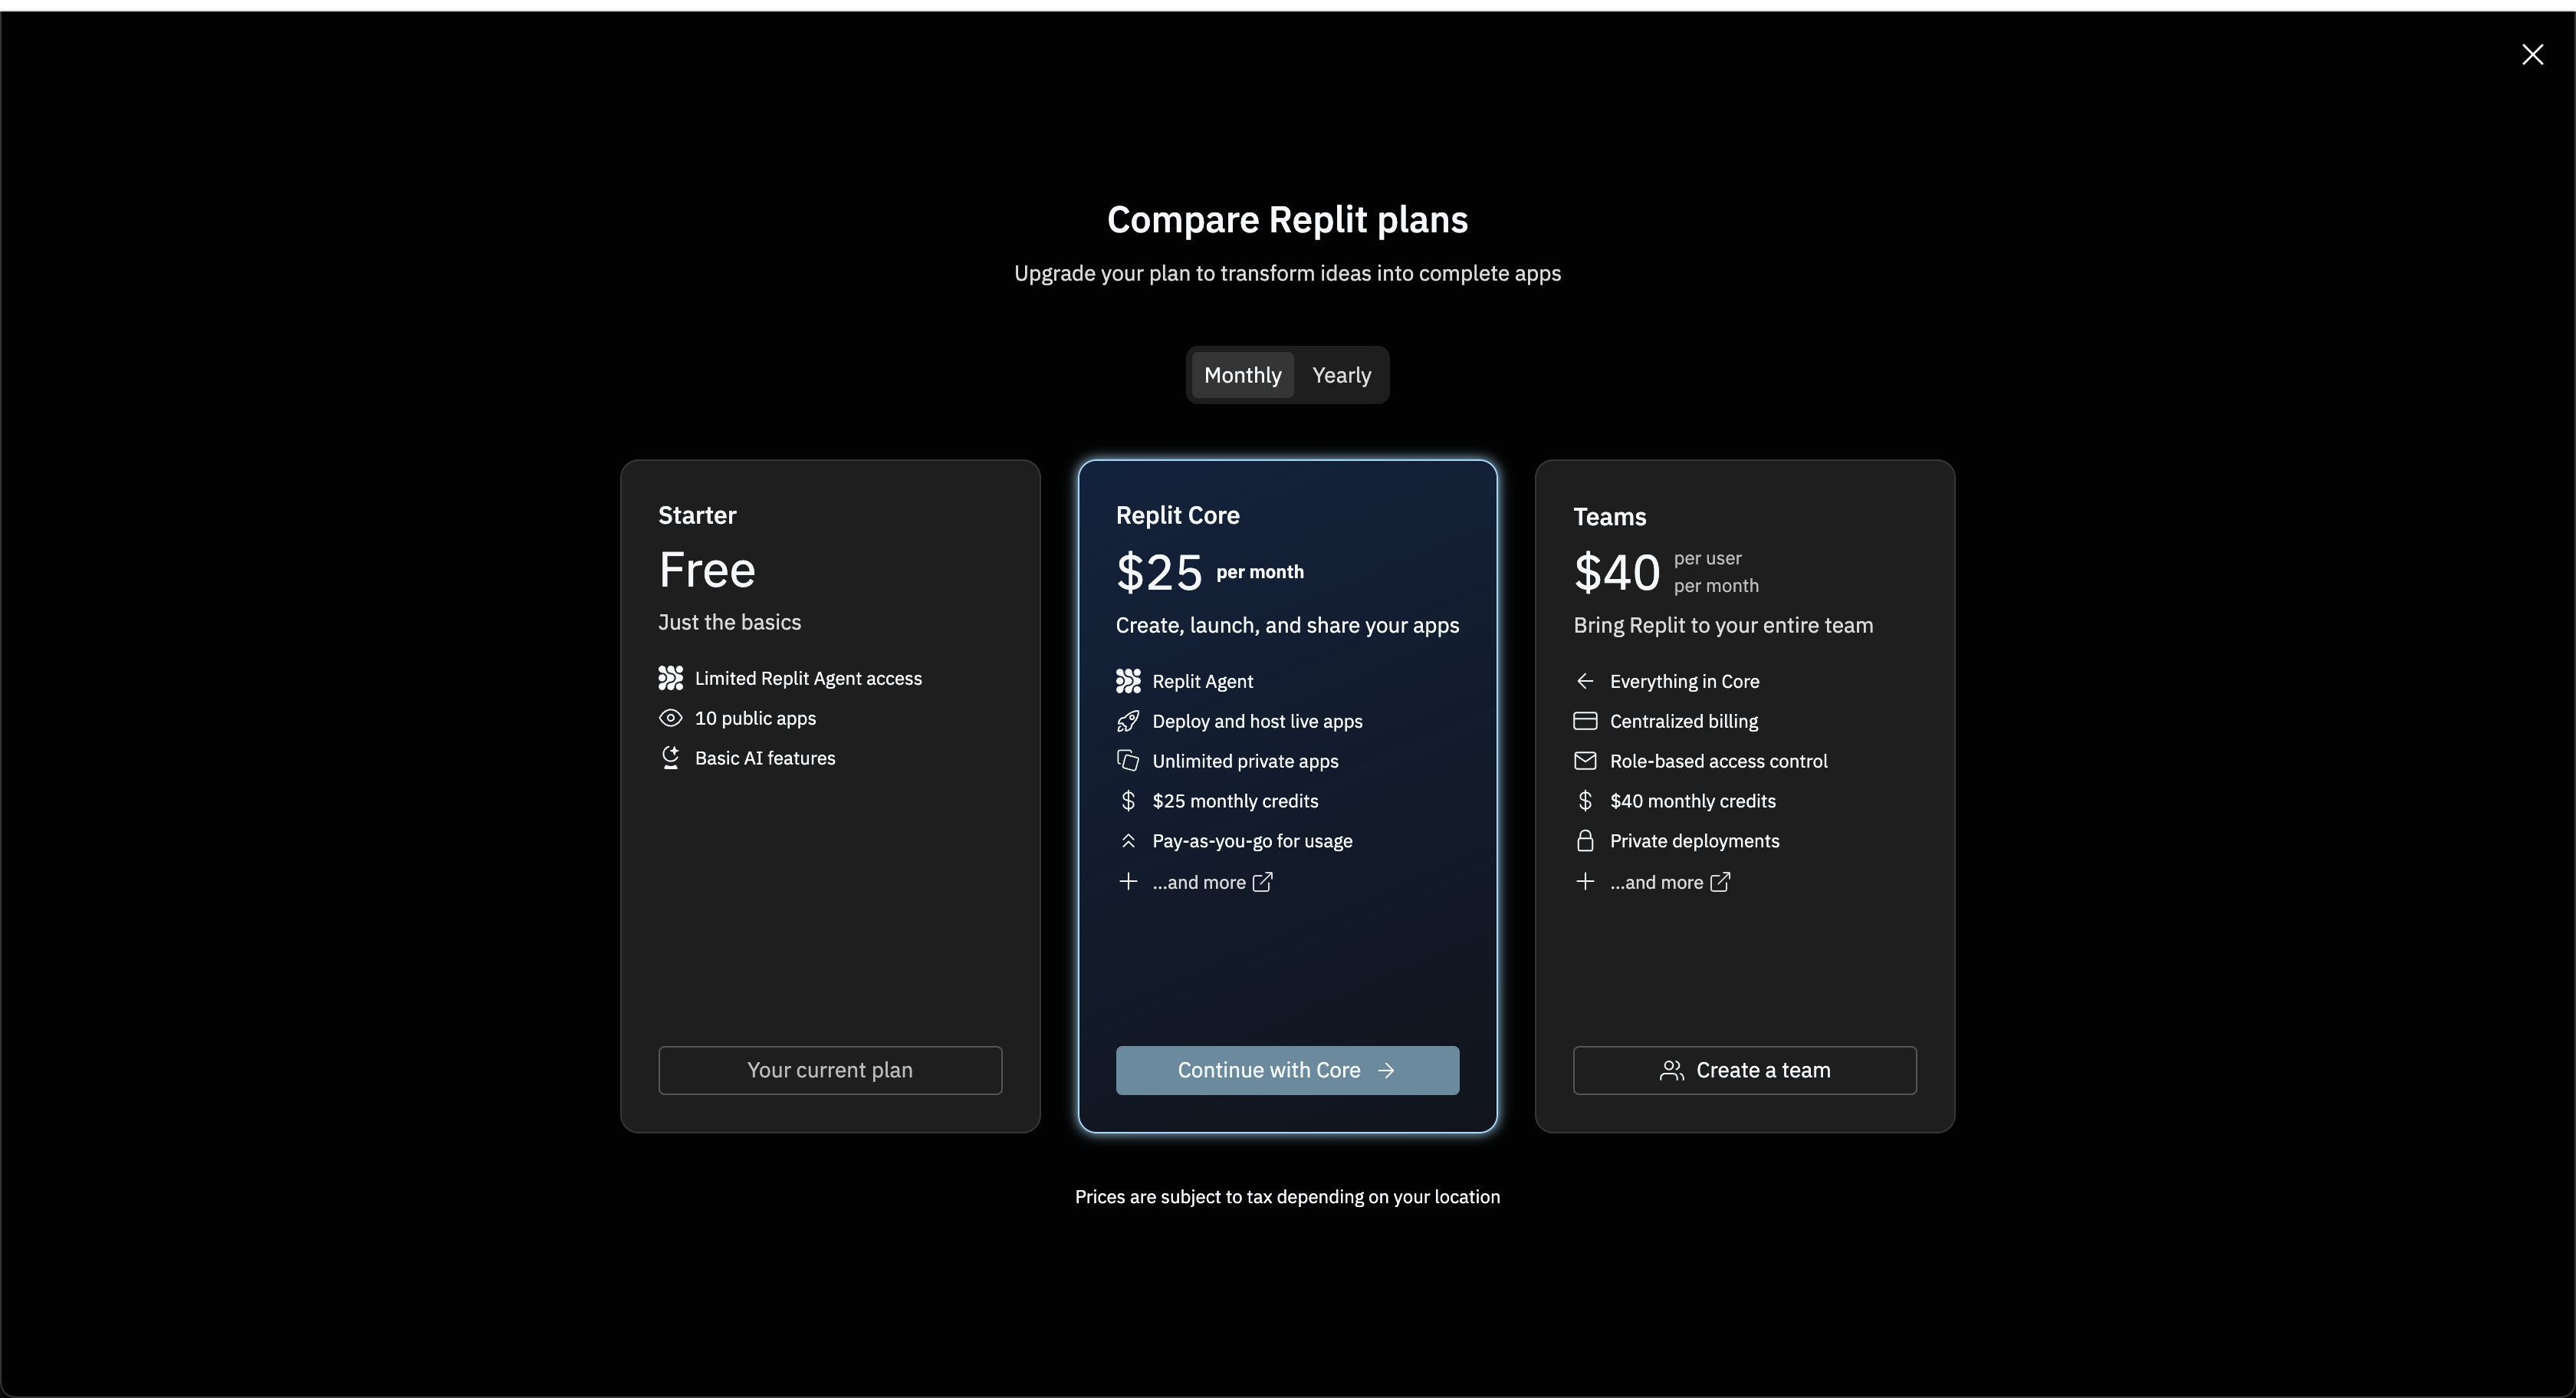 Compare Replit plans
Upgrade your plan to transform ideas into complete apps
Monthly
Yearly
Starter
Free
Just the basics
Limited Replit Agent access
10 public apps
Basic AI features
Your current plan
Replit Core
$25 per month
Create, launch, and share your apps
Replit Agent
Deploy and host live apps
Unlimited private apps
$25 monthly credits
Pay-as-you-go for usage
...and more
Continue with Core
Teams
$40 per user
per month
Bring Replit to your entire team
Everything in Core
Centralized billing
Role-based access control
$40 monthly credits
Private deployments
...and more
Create a team
Prices are subject to tax depending on your location